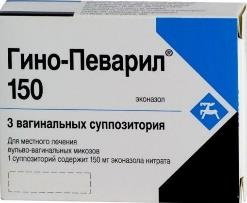 Гино-Певарил®
150
эконазол
3 вагинальных суппозитория
Для местного лечения
вульво-вагинальных микозов
1 суппозиторий содержит 150 мг эконазола нитрата